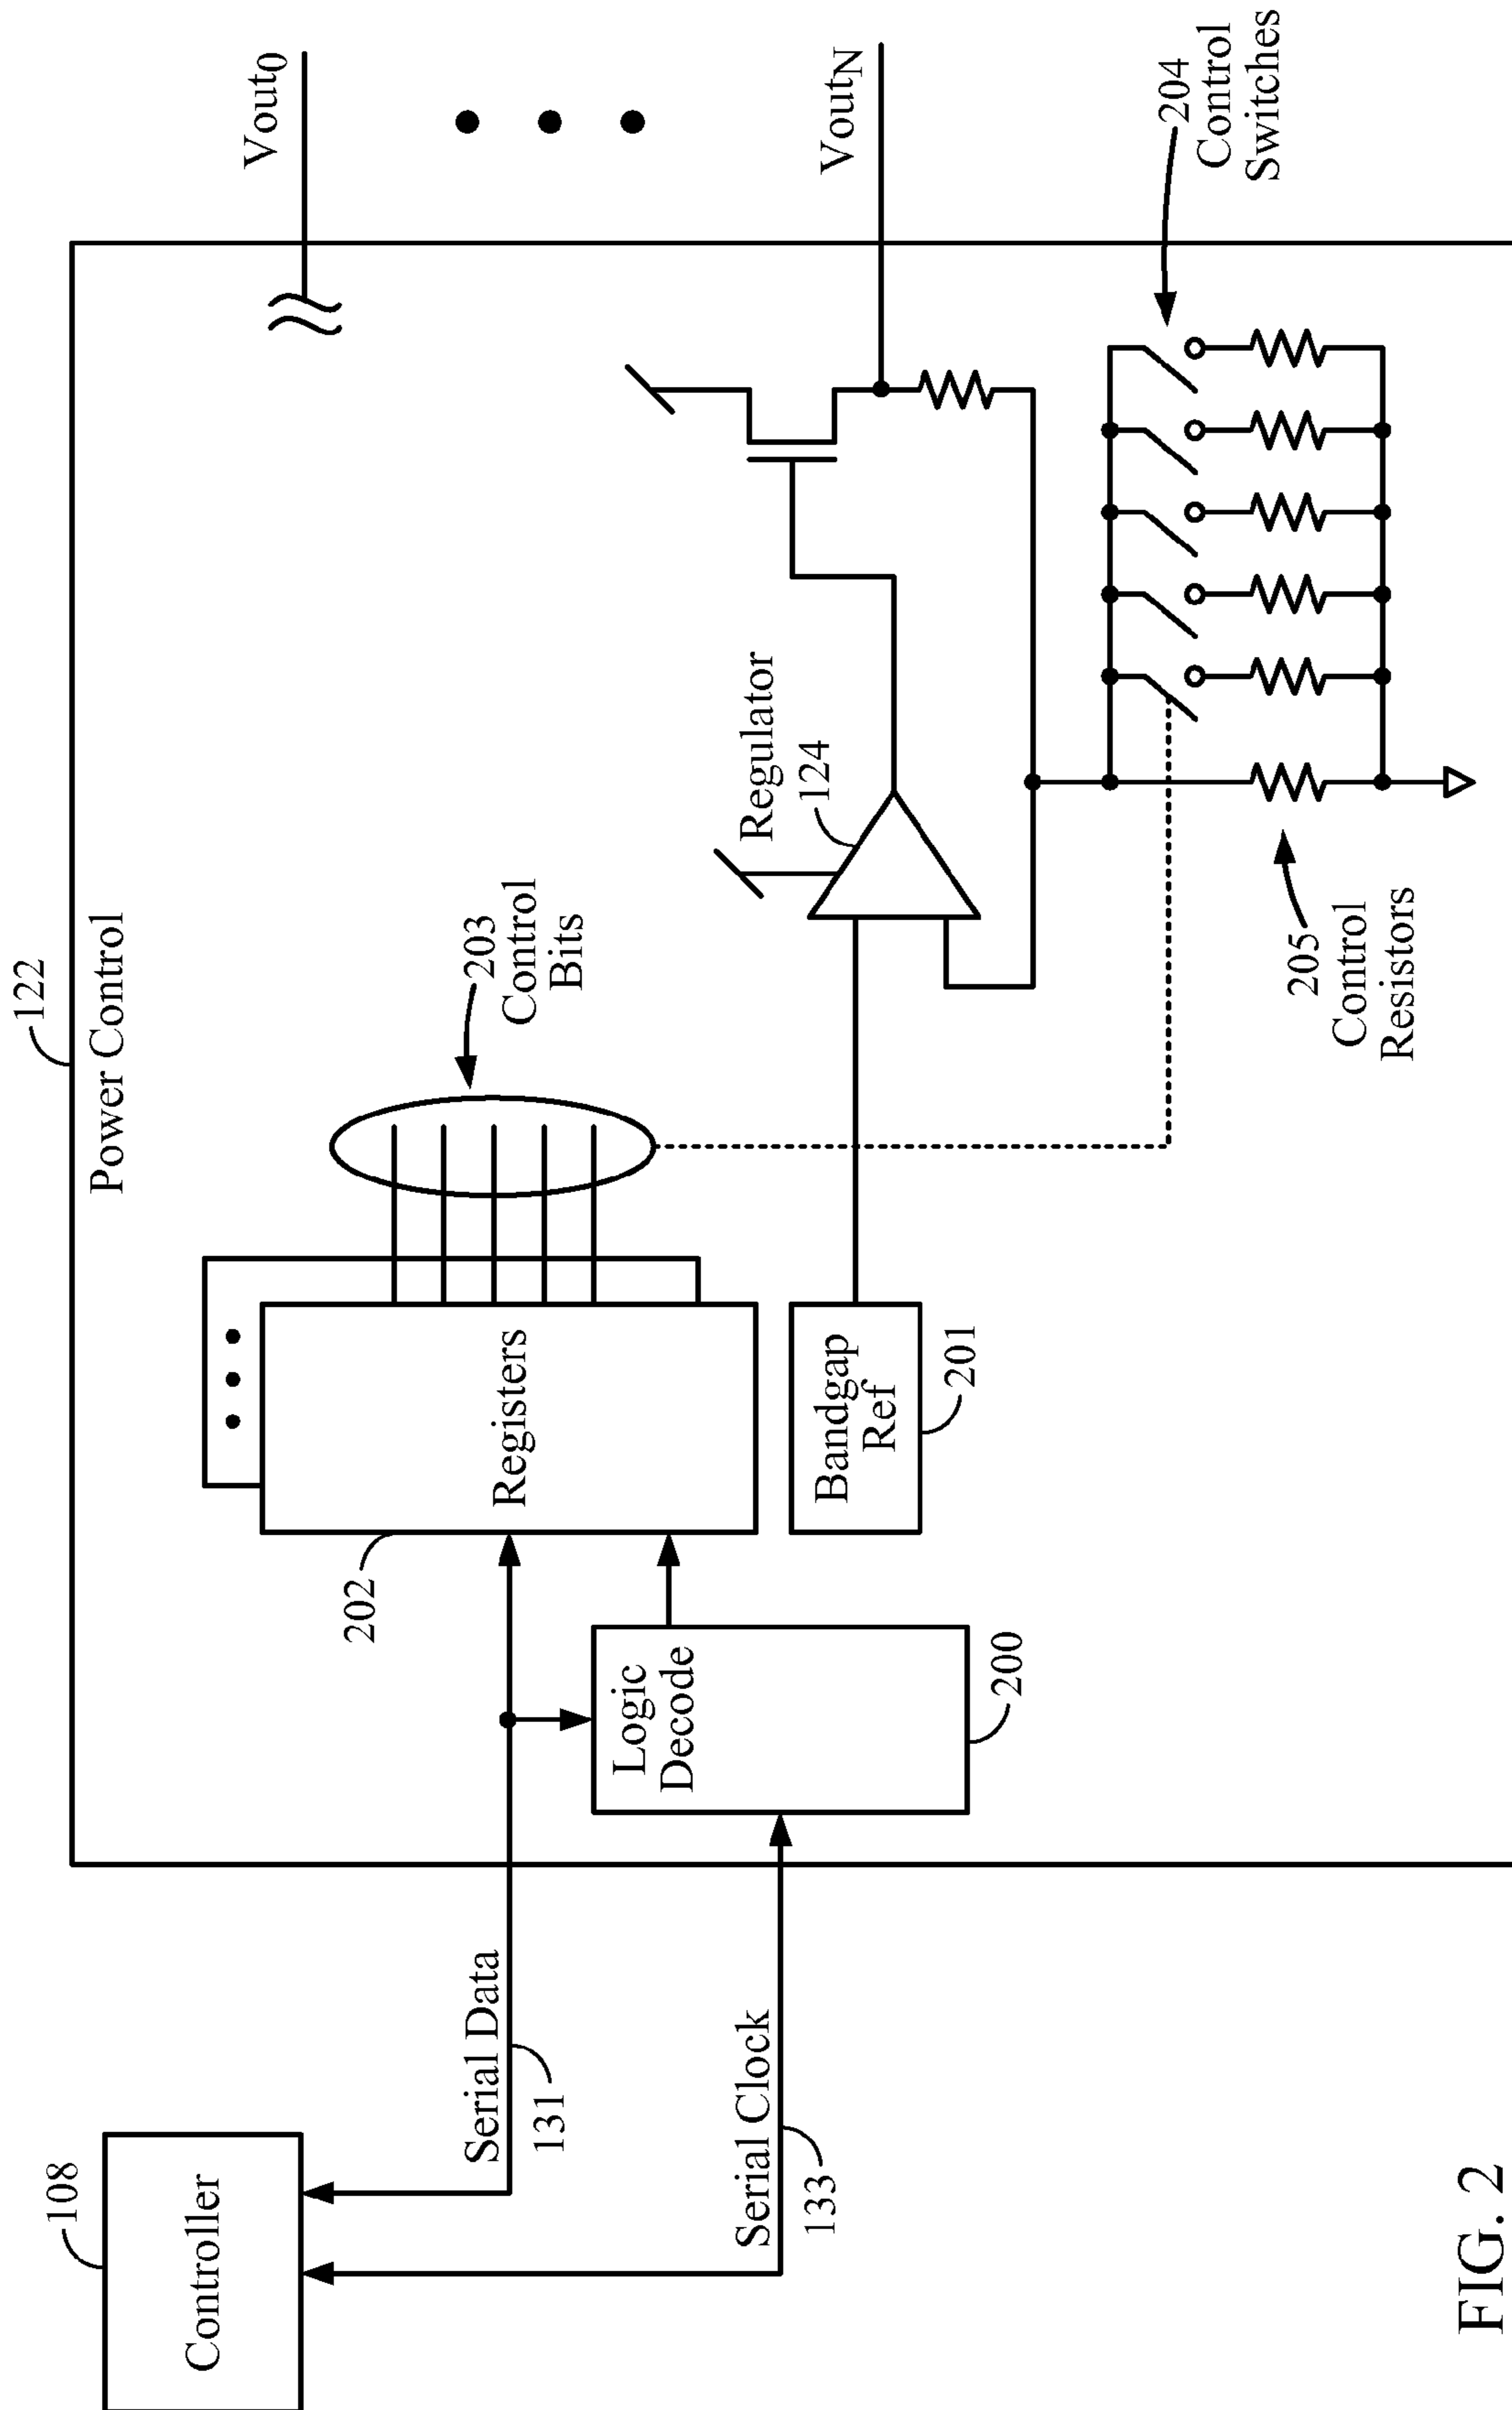 122
Power Control
108
Controller
Serial Data
131
Serial Clock
133
202
Registers
Logic
Decode
200
Bandgap
Ref
201
203
Control
Bits
Regulator
124
Vout0
VoutN
204
Control
Switches
205
Control
Resistors
FIG. 2